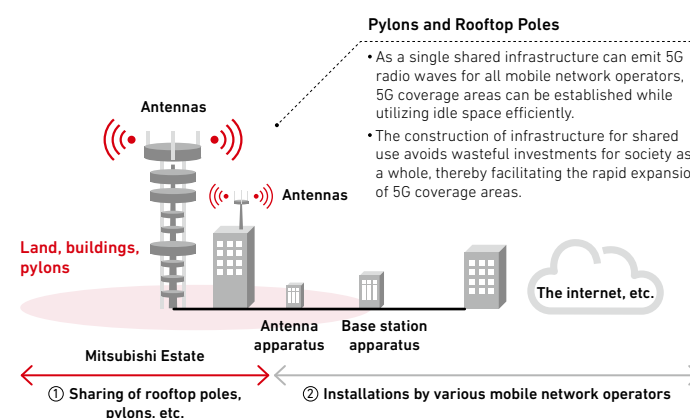 Pylons and Rooftop Poles
• As a single shared infrastructure can emit 5G
radio waves for all mobile network operators,
5G coverage areas can be established while
utilizing idle space efficiently.
• The construction of infrastructure for shared
use avoids wasteful investments for society as
a whole, thereby facilitating the rapid expansio
of 5G coverage areas.
Antennas
Antennas
Land, buildings,
pylons
The internet, etc.
Antenna
apparatus
Base station
apparatus
Mitsubishi Estate
① Sharing of rooftop poles,
pylons, etc.
② Installations by various mobile network operators